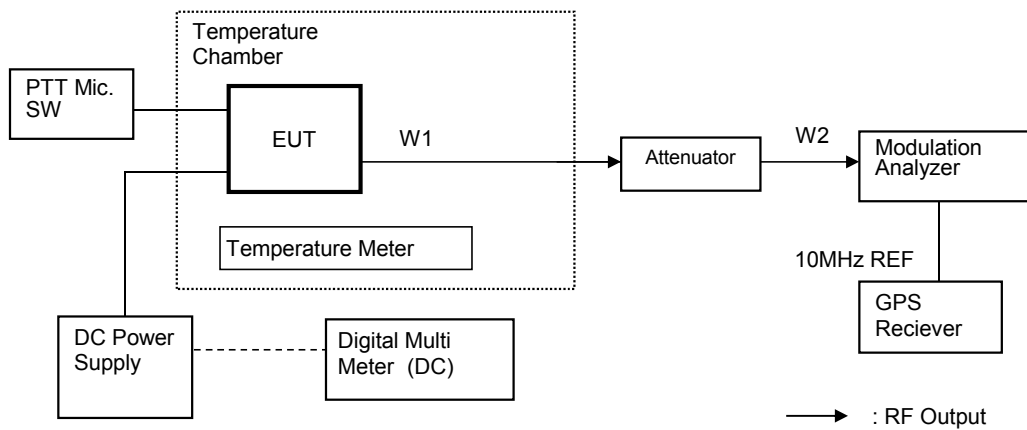 Temperature
Chamber
PTT Mic.
SW
EUT
W1
Attenuator
W2
Modulation
Analyzer
Temperature Meter
10MHz REF
GPS
Reciever
DC Power
Supply
Digital Multi
Meter (DC)
: RF Output